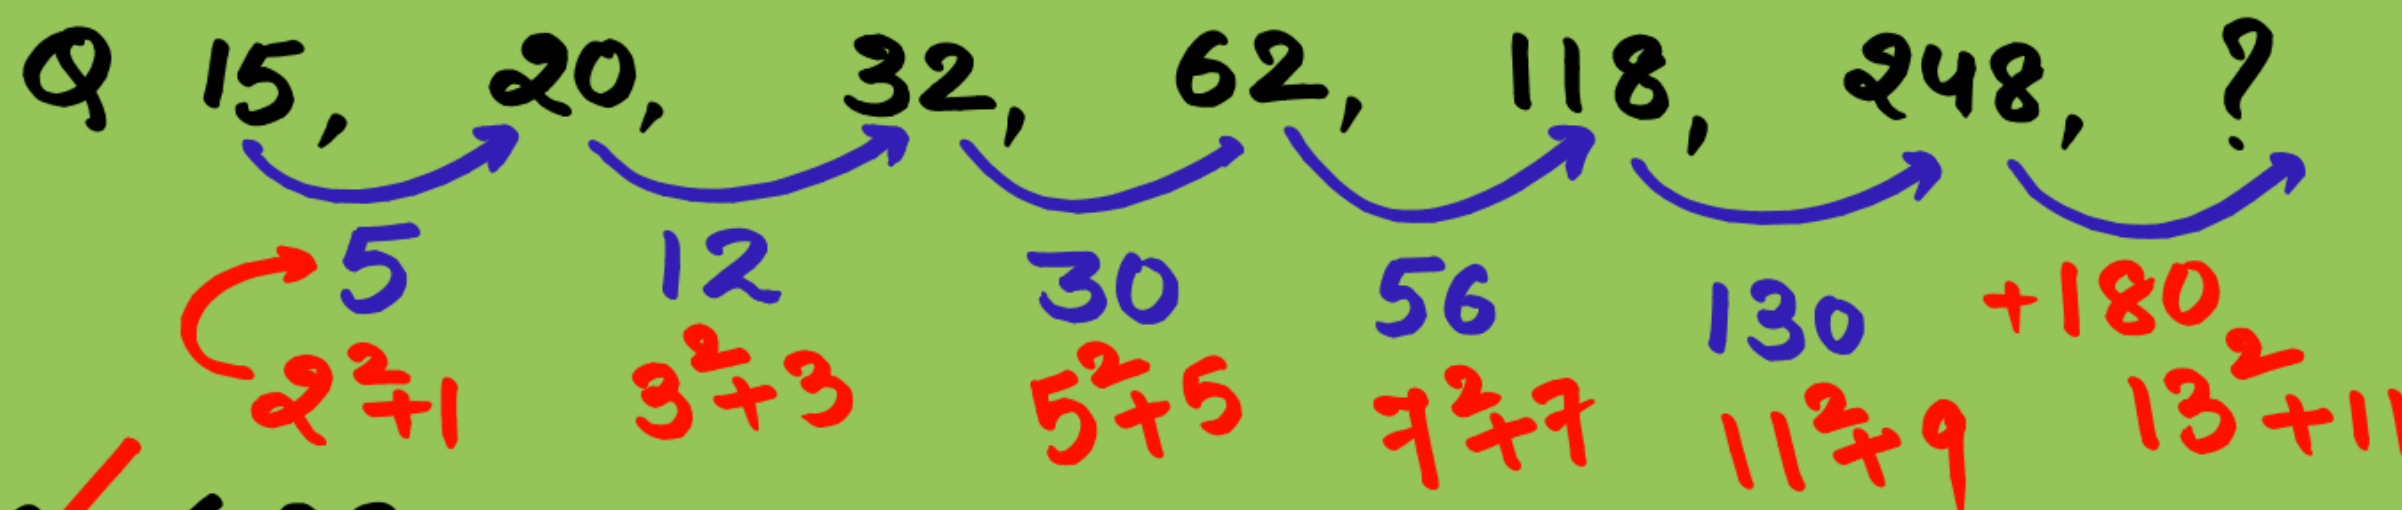 Q 15, 20, 32, 62, 118, 248, ?
5 12 30 56 130 +180
2²+1 3²+3 5²+5 7²+7 11²+9 13²+11